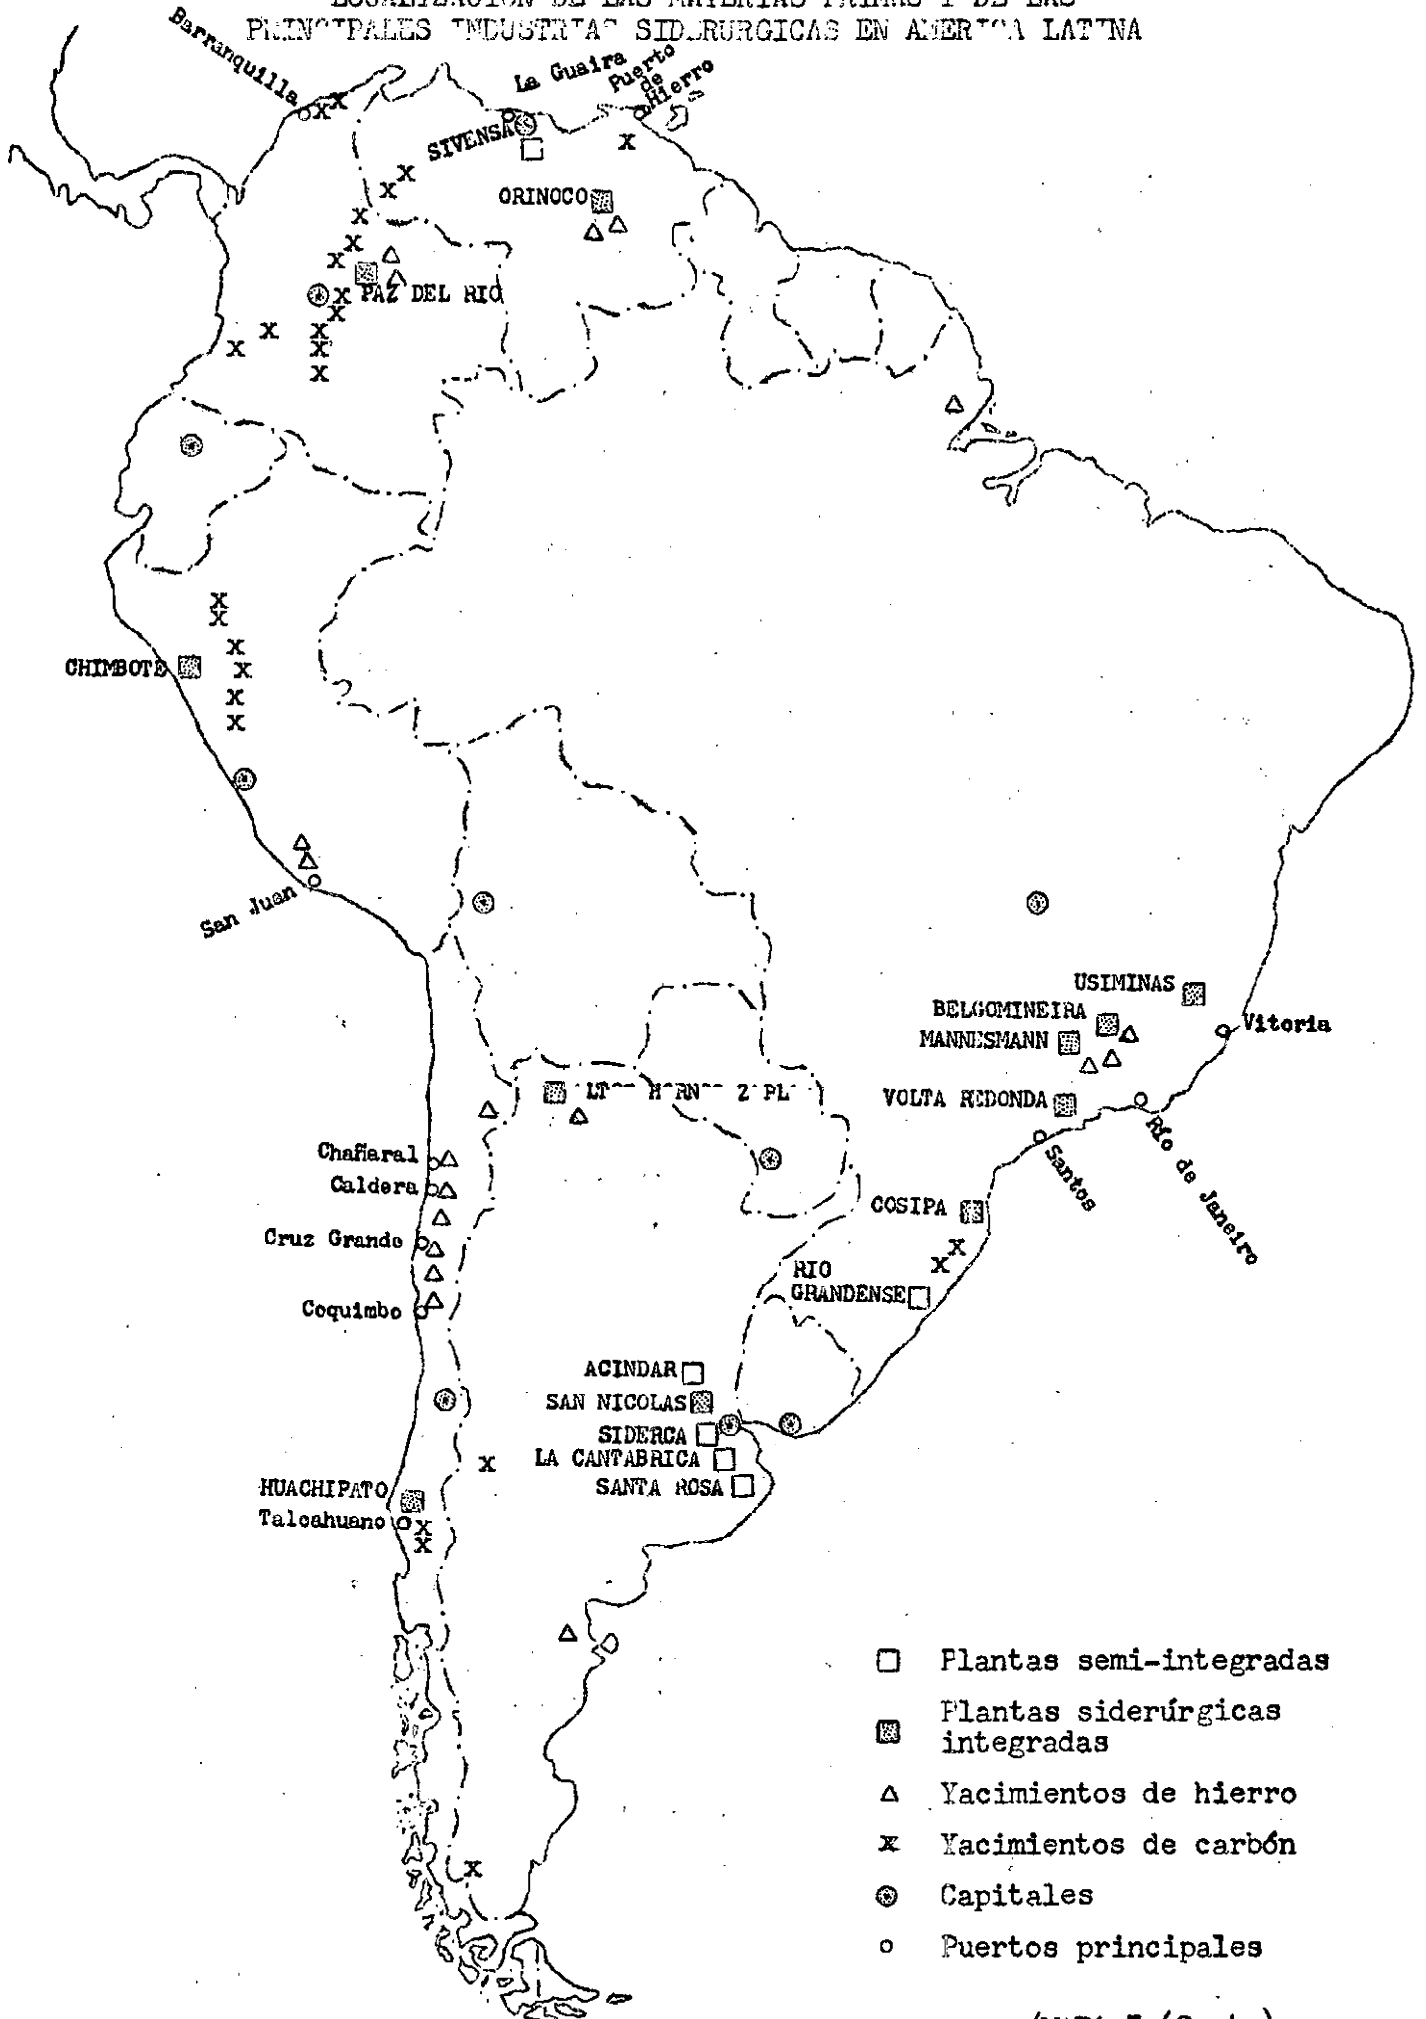 PRINCIPALES INDUSTRIAS SIDERURGICAS EN AMERICA LATINA
Barranquilla
La Guaira
Puerto
de
Hierro
SIVENSA
ORINOCO
PAZ DEL RIO
CHIMBOTE
San Juan
USIMINAS
BELGOMINEIRA
MANNESMANN
Vitoria
VOLTA REDONDA
Río de Janeiro
Santos
Chañaral
Caldera
COSIPA
Cruz Grande
RIO
GRANDENSE
Coquimbo
ACINDAR
SAN NICOLAS
SIDERCA
LA CANTABRICA
SANTA ROSA
HUACHIPATO
Talcahuano
Plantas semi-integradas
Plantas siderúrgicas
integradas
Yacimientos de hierro
x Yacimientos de carbón
Capitales
Puertos principales